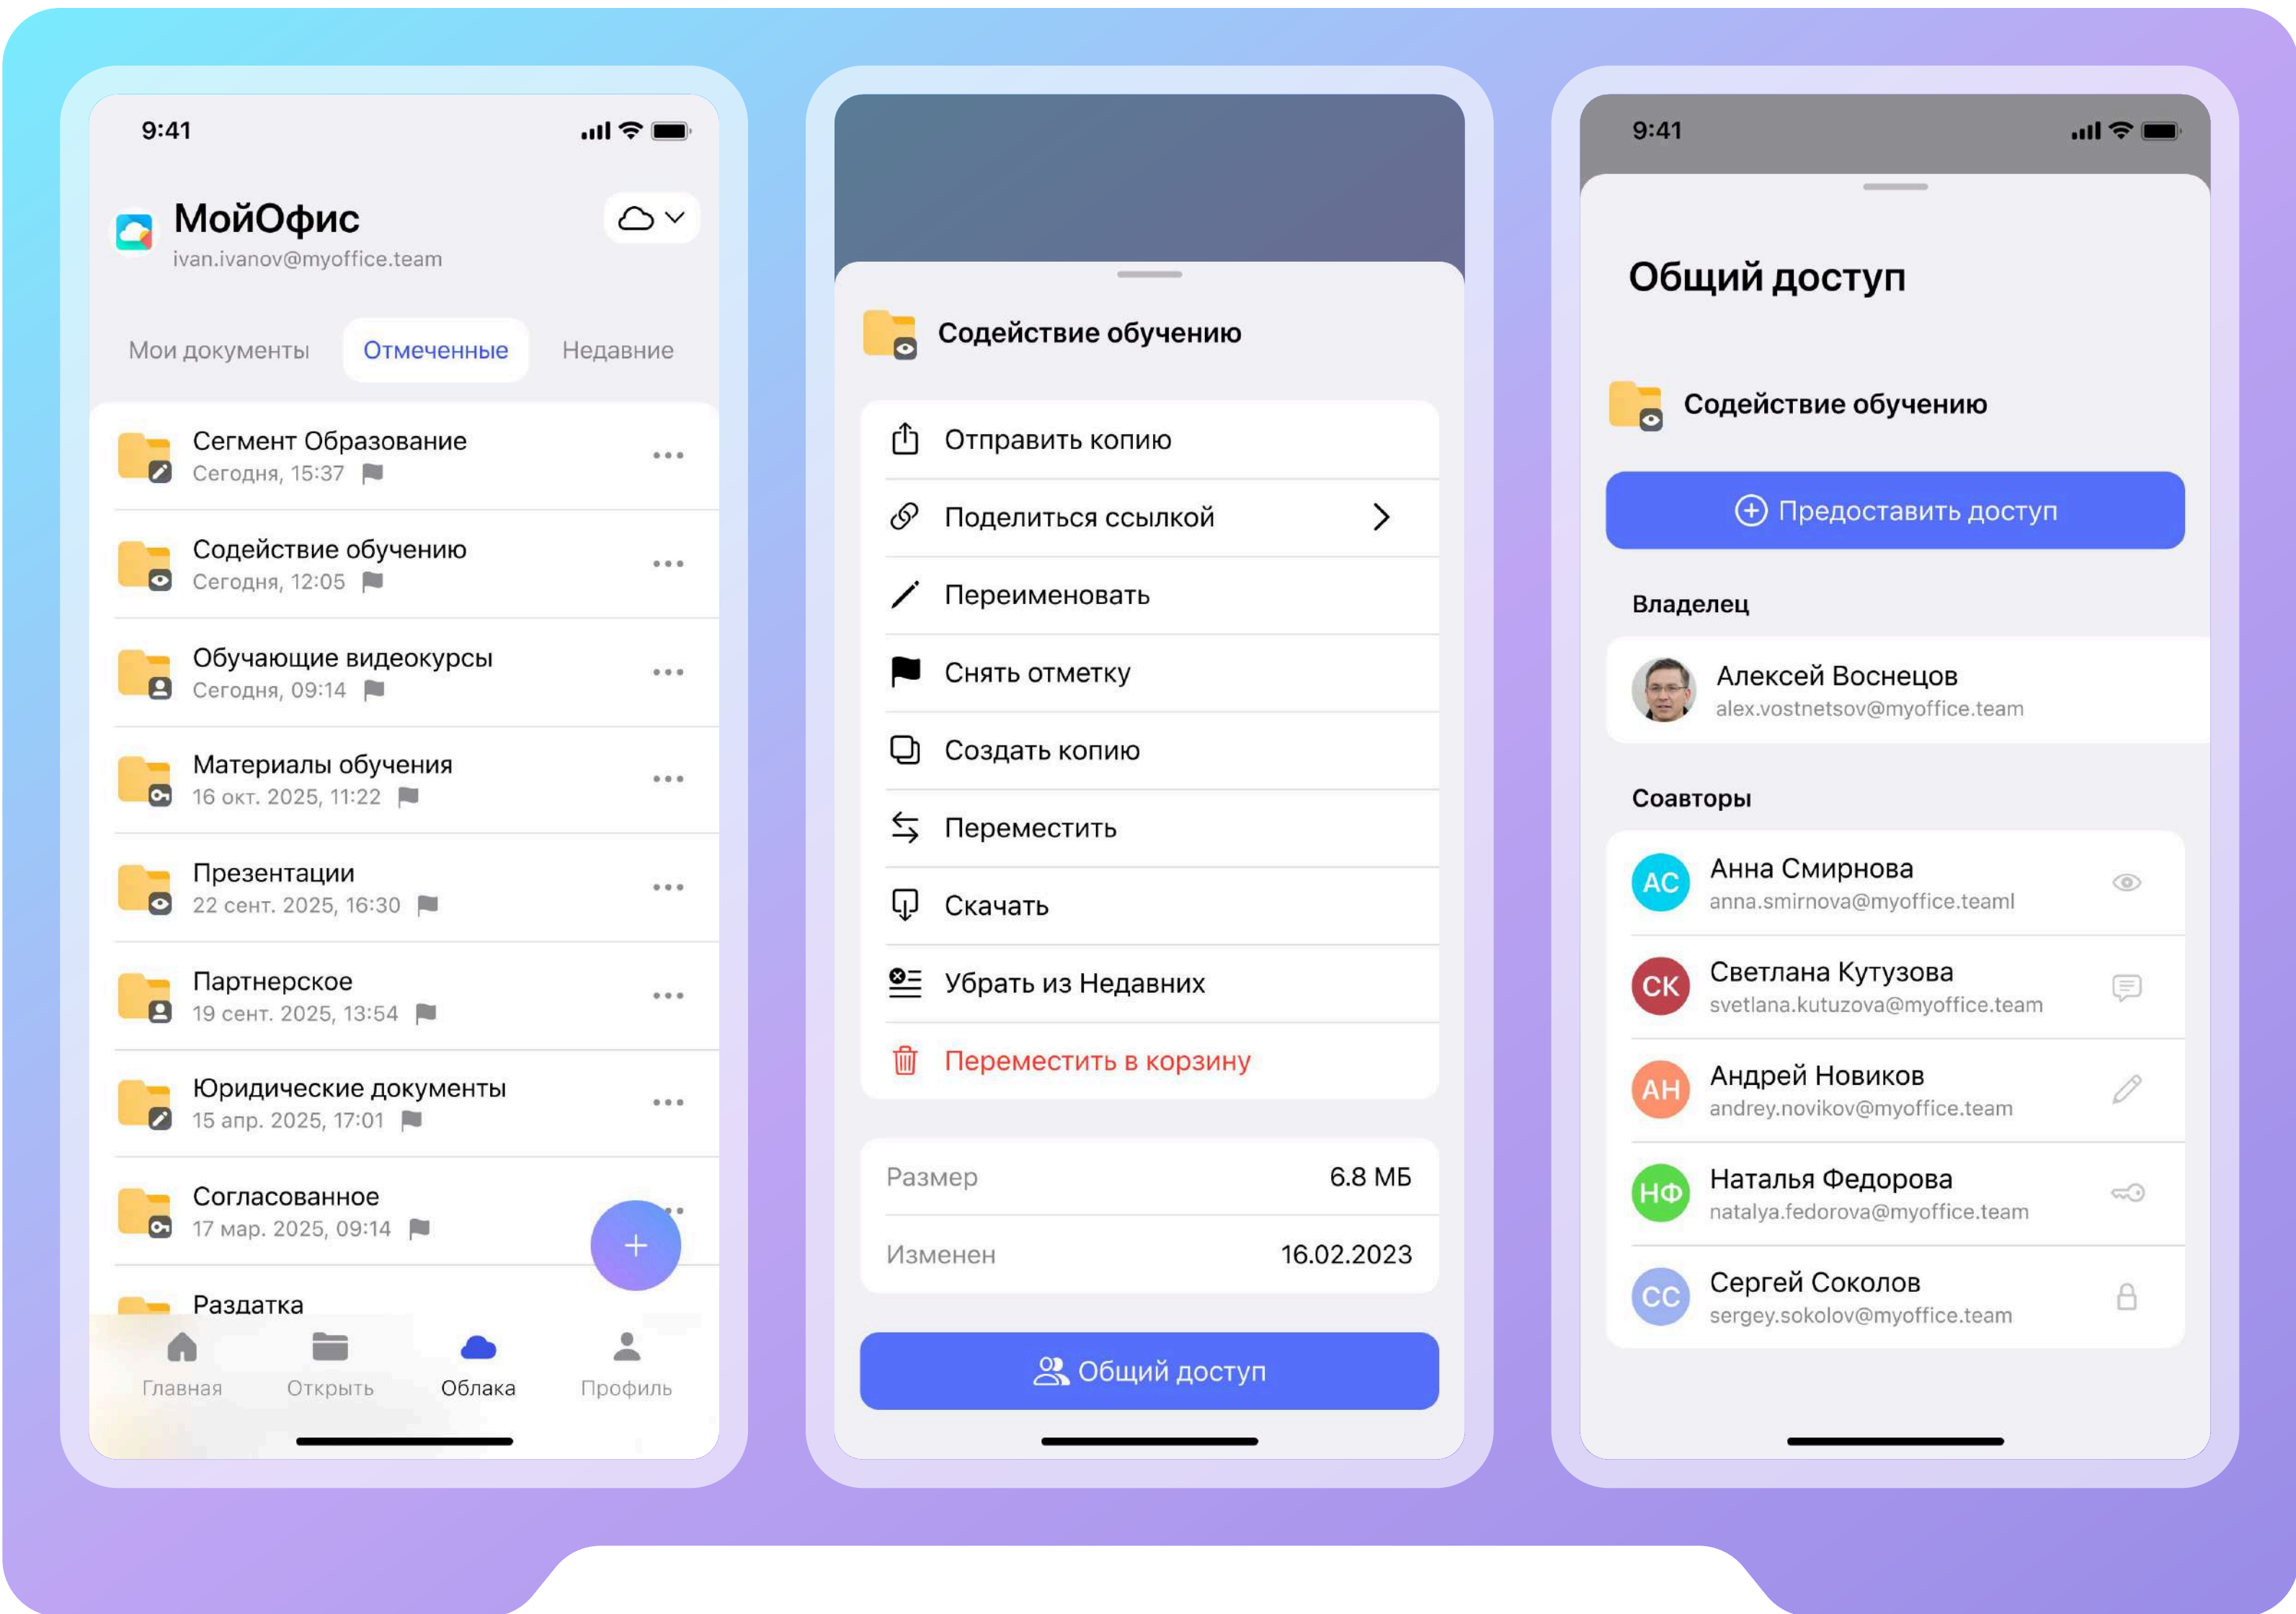 9:41
МойОфис
ivan.ivanov@myoffice.team
Мои документы Отмеченные Недавние
Сегмент Образование
Сегодня, 15:37
Содействие обучению
Сегодня, 12:05
Обучающие видеокурсы
Сегодня, 09:14
Материалы обучения
16 окт. 2025, 11:22
Презентации
22 сент. 2025, 16:30
Партнерское
19 сент. 2025, 13:54
Юридические документы
15 апр. 2025, 17:01
Согласованное
17 мар. 2025, 09:14
Раздатка
Главная Открыть Облака Профиль
Содействие обучению
Отправить копию
Поделиться ссылкой
Переименовать
Снять отметку
Создать копию
Переместить
Скачать
Убрать из Недавних
Переместить в корзину
Размер 6.8 МБ
Изменен 16.02.2023
Общий доступ
9:41
Общий доступ
Содействие обучению
Предоставить доступ
Владелец
Алексей Воснецов
alex.vostnetsov@myoffice.team
Соавторы
АС Анна Смирнова
anna.smirnova@myoffice.teaml
СК Светлана Кутузова
svetlana.kutuzova@myoffice.team
АН Андрей Новиков
andrey.novikov@myoffice.team
НФ Наталья Федорова
natalya.fedorova@myoffice.team
СС Сергей Соколов
sergey.sokolov@myoffice.team